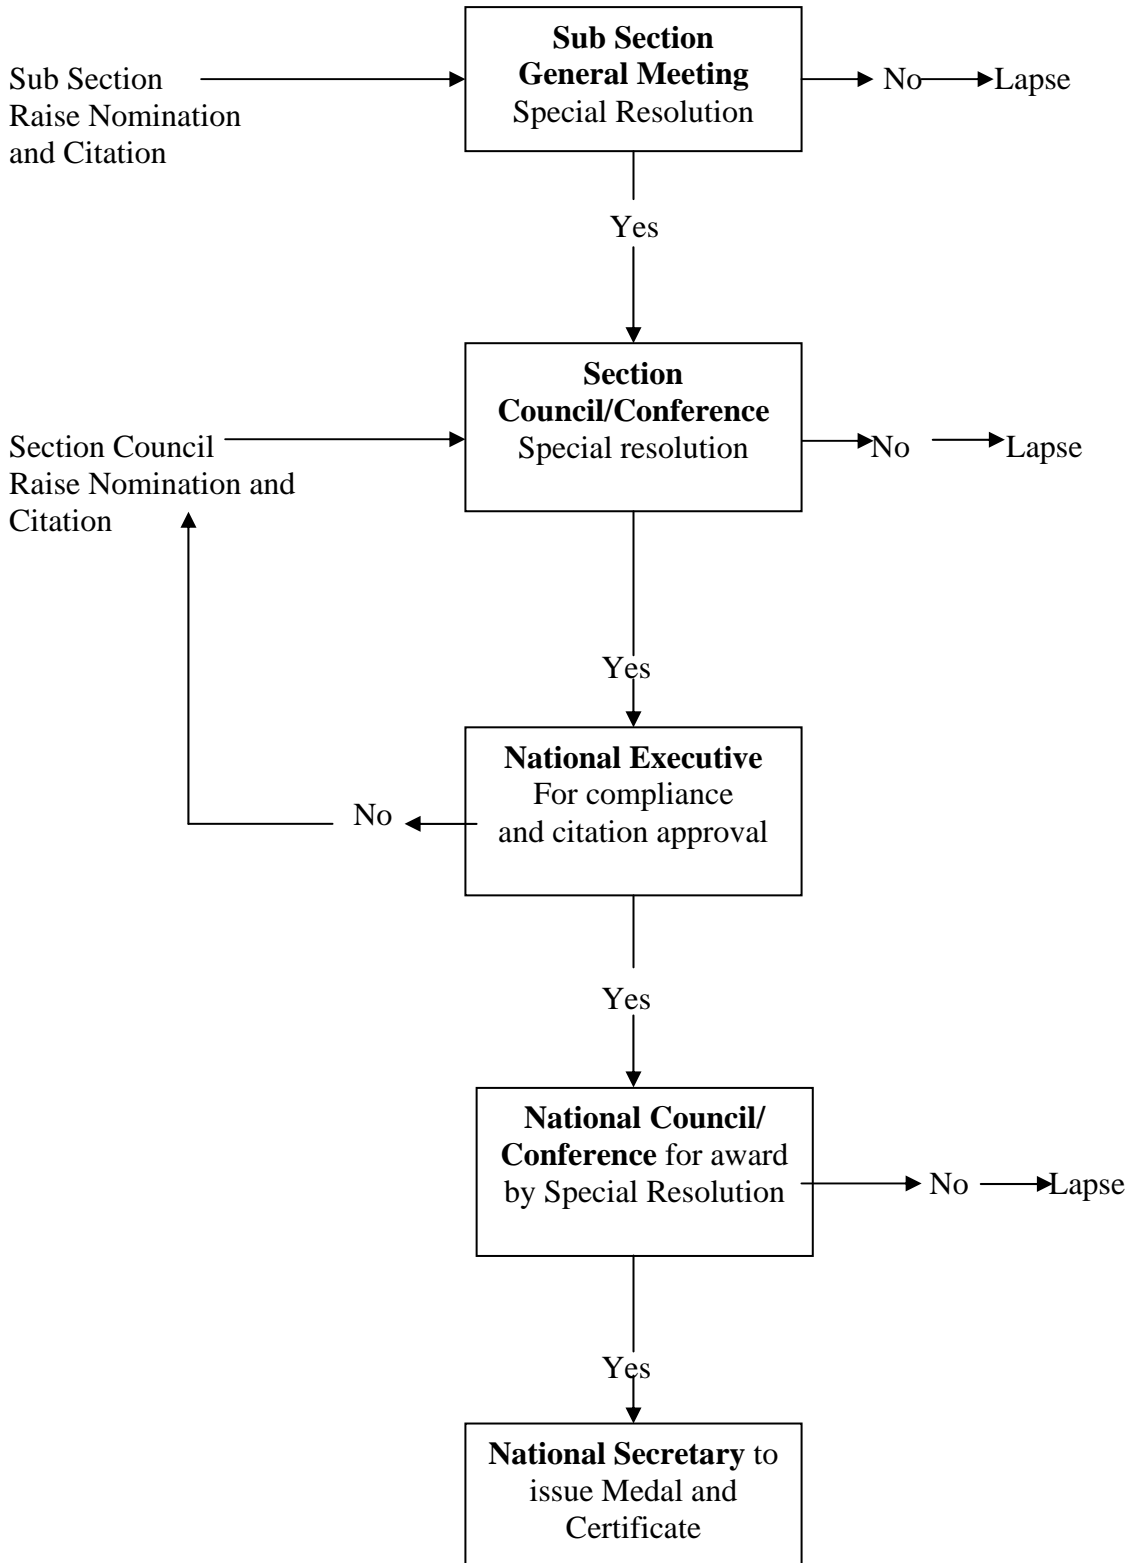 Sub Section
Raise Nomination
and Citation
Sub Section
General Meeting
Special Resolution
No
Lapse
Yes
Section Council
Raise Nomination and
Citation
Section
Council/Conference
Special resolution
No
Lapse
Yes
National Executive
For compliance
and citation approval
No
Yes
National Council/
Conference for award
by Special Resolution
No
Lapse
Yes
National Secretary to
issue Medal and
Certificate